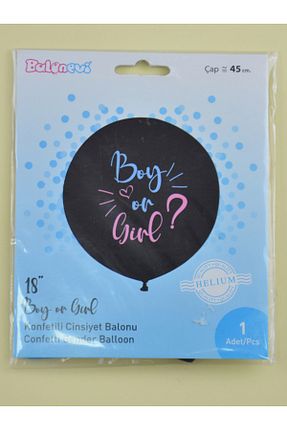 Balonevi
Çap ≅ 45 cm.
Boy
or
Girl ?
HELIUM
18"
Boy or Girl
Konfetili Cinsiyet Balonu
Confetti Gender Balloon
1
Adet/Pcs